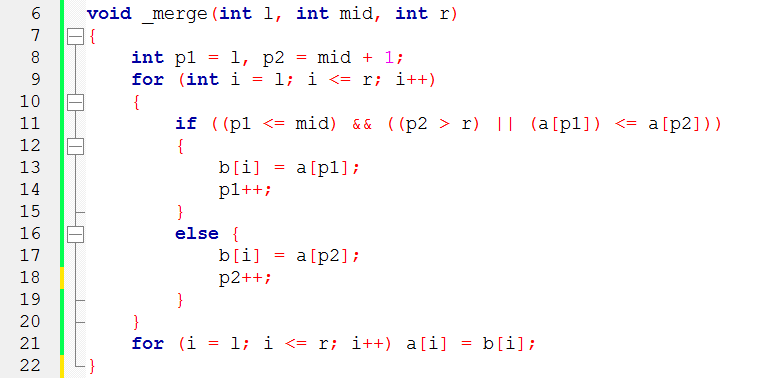 6 void _merge(int l, int mid, int r)
7 {
8 int p1 = l, p2 = mid + 1;
9 for (int i = l; i <= r; i++)
10 {
11 if ((p1 <= mid) && ((p2 > r) || (a[p1]) <= a[p2]))
12 {
13 b[i] = a[p1];
14 p1++;
15 }
16 else {
17 b[i] = a[p2];
18 p2++;
19 }
20 }
21 for (i = l; i <= r; i++) a[i] = b[i];
22 }